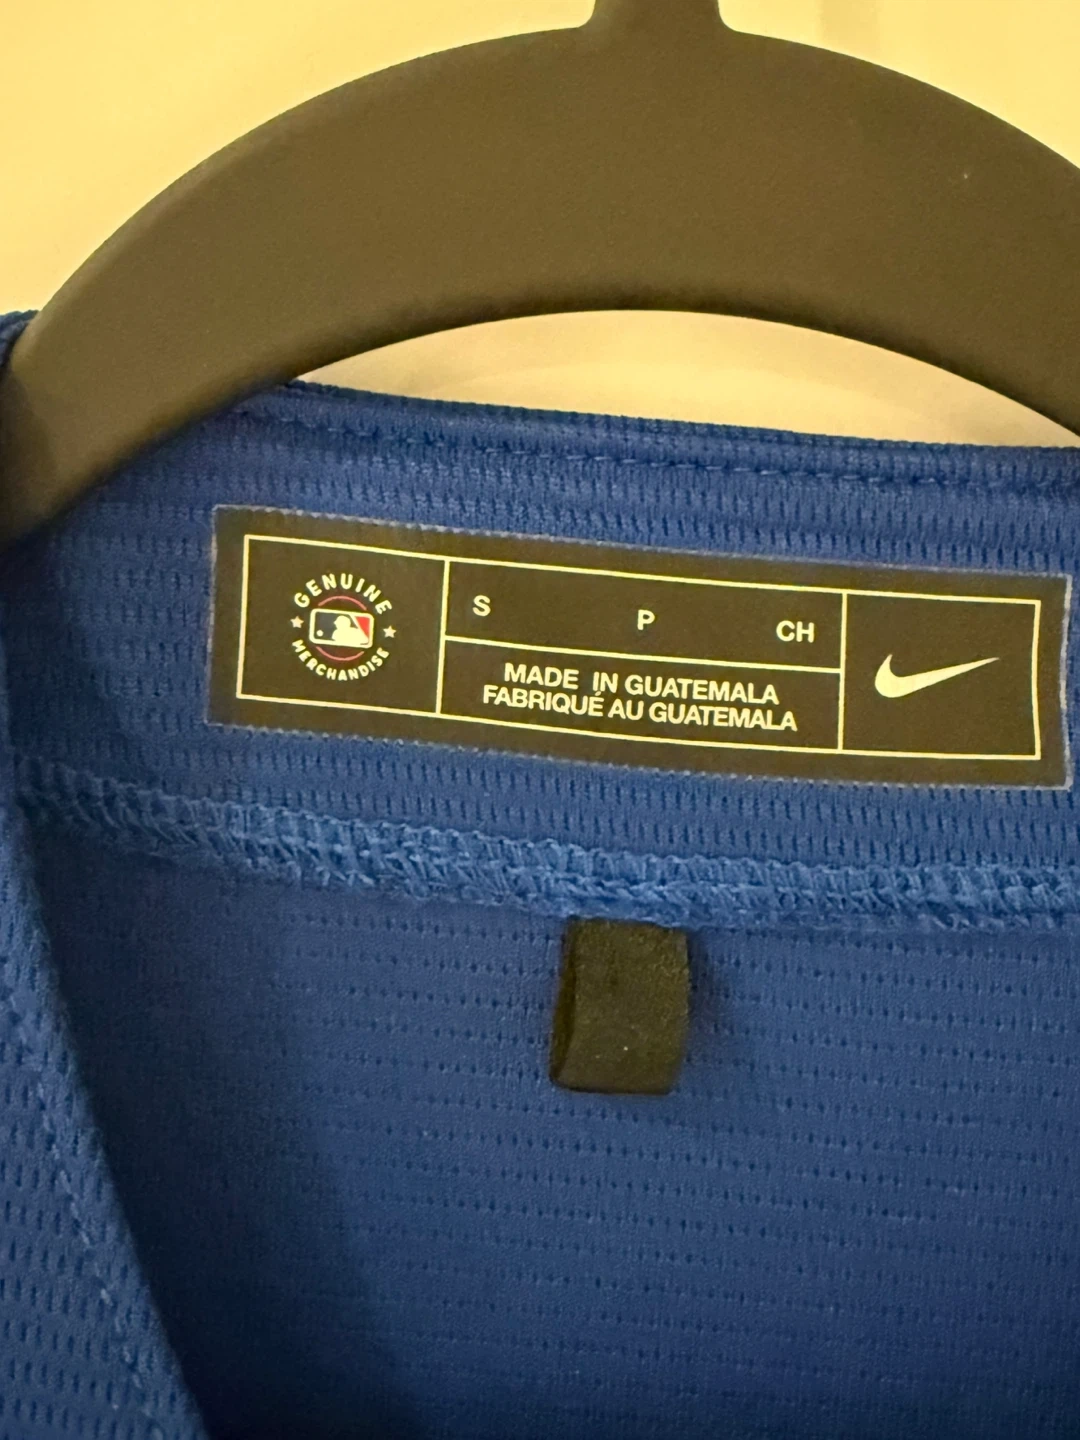 GENUINE
MERCHANDISE
S P CH
MADE IN GUATEMALA
FABRIQUÉ AU GUATEMALA